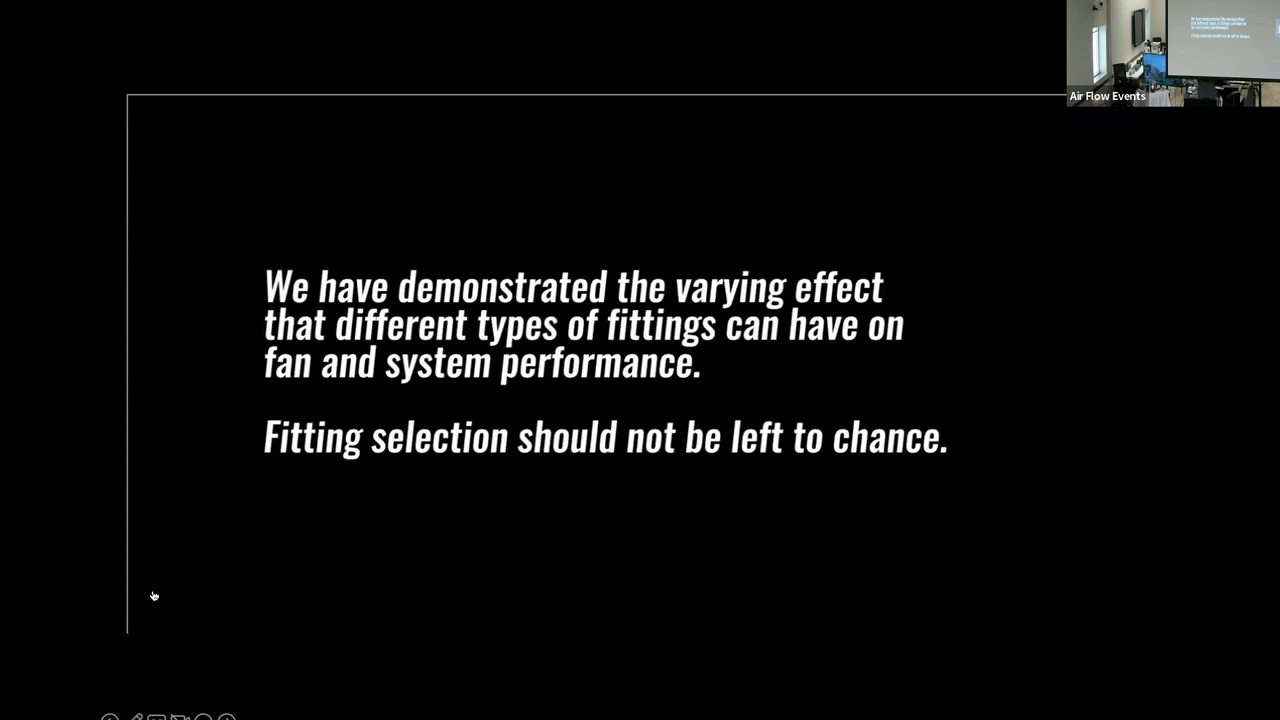 Air Flow Events
We have demonstrated the varying effect
that different types of fittings can have on
fan and system performance.
Fitting selection should not be left to chance.